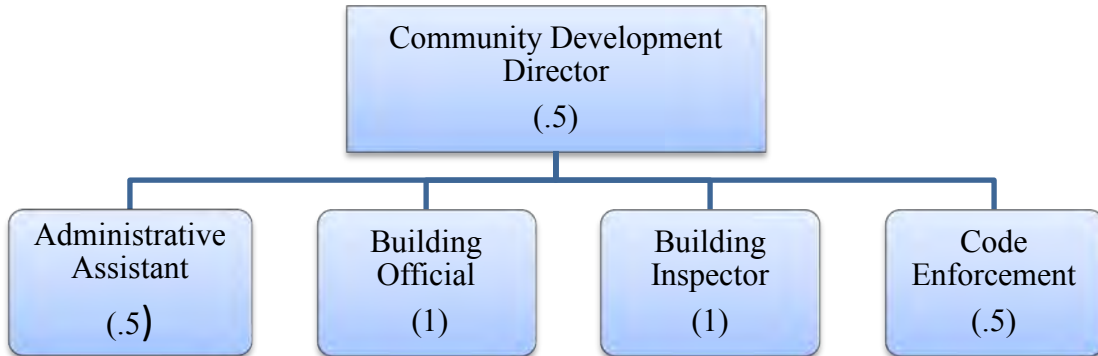 Community Development
Director
(.5)
Administrative
Assistant
(.5)
Building
Official
(1)
Building
Inspector
(1)
Code
Enforcement
(.5)